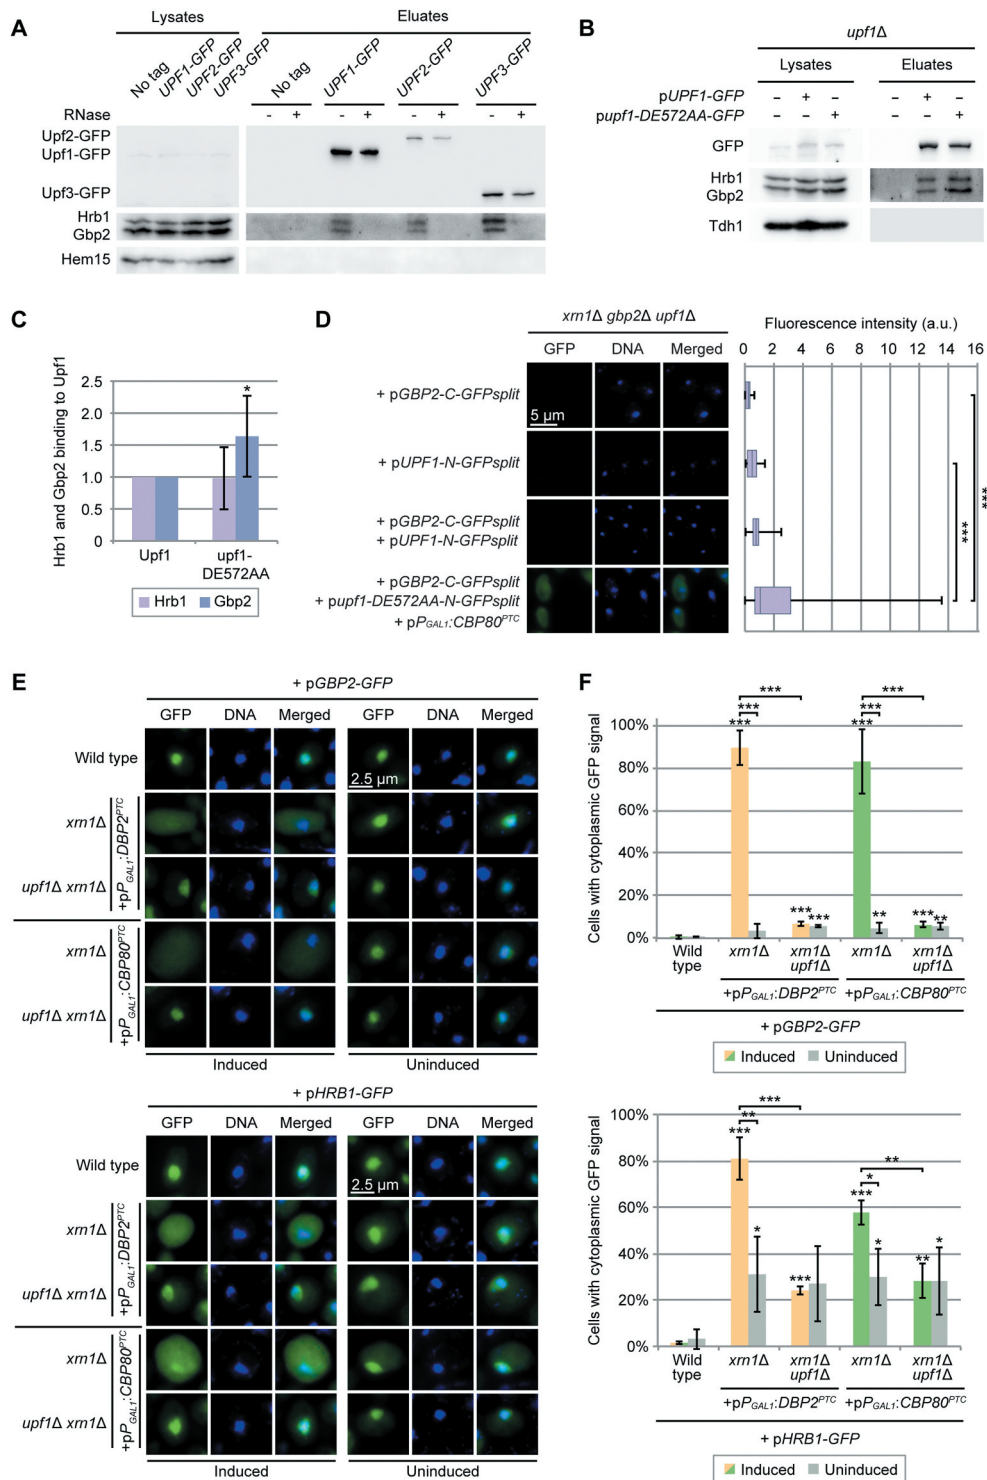 A
Lysates
Eluates
No tag
UPF1-GFP
UPF2-GFP
UPF3-GFP
No tag
UPF1-GFP
UPF2-GFP
UPF3-GFP
RNase - + - + - + - +
Upf2-GFP
Upf1-GFP
Upf3-GFP
Hrb1
Gbp2
Hem15
B
upf1Δ
Lysates
Eluates
pUPF1-GFP - + - - + -
pupf1-DE572AA-GFP - - + - - +
GFP
Hrb1
Gbp2
Tdh1
C
Hrb1 and Gbp2 binding to Upf1
2.5
2.0
1.5
1.0
0.5
0
*
Upf1
upf1-
DE572AA
Hrb1 Gbp2
D
xrn1Δ gbp2Δ upf1Δ
GFP DNA Merged
Fluorescence intensity (a.u.)
0 2 4 6 8 10 12 14 16
+ pGBP2-C-GFPsplit
5 µm
+ pUPF1-N-GFPsplit
+ pGBP2-C-GFPsplit
+ pUPF1-N-GFPsplit
+ pGBP2-C-GFPsplit
+ pupf1-DE572AA-N-GFPsplit
+ pPGAL1:CBP80PTC
***
***
E
+ pGBP2-GFP
GFP DNA Merged GFP DNA Merged
Wild type
2.5 µm
xrn1Δ
upf1Δ xrn1Δ
+pPGAL1:DBP2PTC
xrn1Δ
upf1Δ xrn1Δ
+pPGAL1:CBP80PTC
Induced
Uninduced
+ pHRB1-GFP
GFP DNA Merged GFP DNA Merged
Wild type
2.5 µm
xrn1Δ
upf1Δ xrn1Δ
+pPGAL1:DBP2PTC
xrn1Δ
upf1Δ xrn1Δ
+pPGAL1:CBP80PTC
Induced
Uninduced
F
Cells with cytoplasmic GFP signal
100%
80%
60%
40%
20%
0%
*** ***
*** ***
*** ***
*** *** ** *** **
Wild type
xrn1Δ
xrn1Δ upf1Δ
xrn1Δ
xrn1Δ upf1Δ
+pPGAL1:DBP2PTC +pPGAL1:CBP80PTC
+ pGBP2-GFP
Induced Uninduced
Cells with cytoplasmic GFP signal
100%
80%
60%
40%
20%
0%
***
** **
*** *
***
* *** * ** *
Wild type
xrn1Δ
xrn1Δ upf1Δ
xrn1Δ
xrn1Δ upf1Δ
+pPGAL1:DBP2PTC +pPGAL1:CBP80PTC
+ pHRB1-GFP
Induced Uninduced